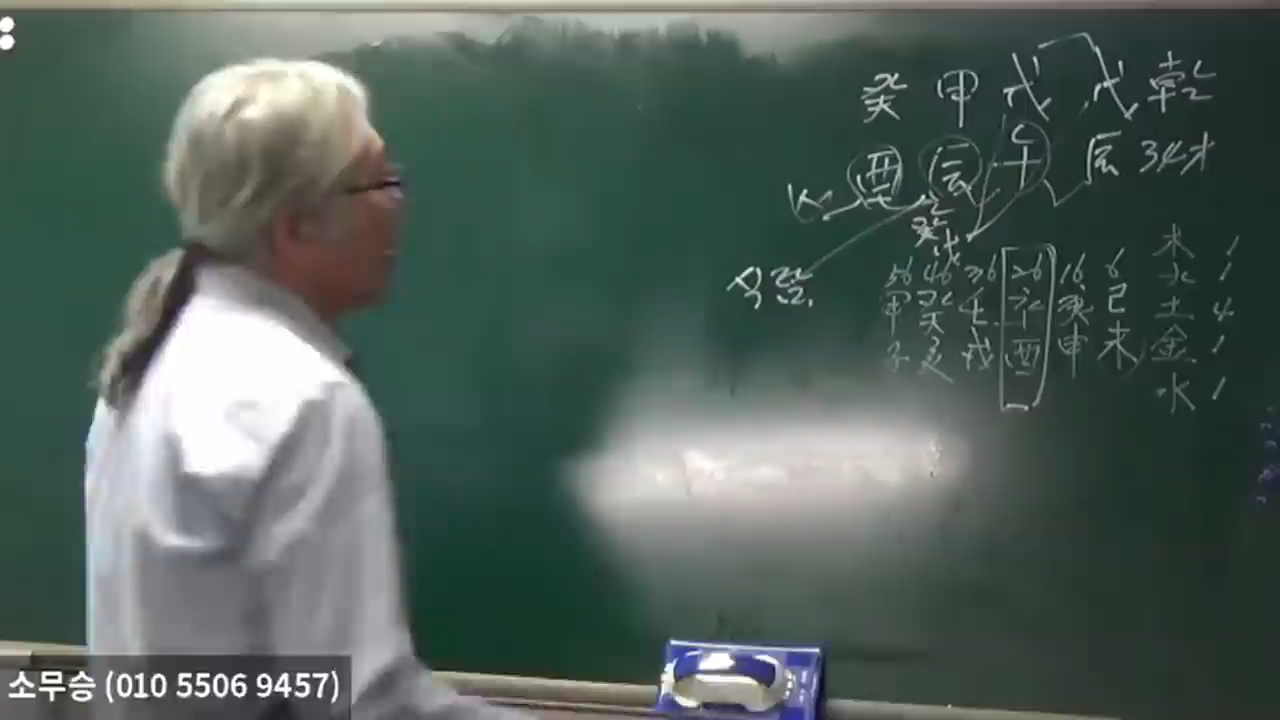 癸 甲 戊 戊 乾
酉 辰 午 辰 34才
癸
戊
56 46 36 26 16 6
甲 癸 壬 辛 庚 己
子 亥 戌 酉 申 未
木 1
火 1
土 4
金 1
水 1
소무승 (010 5506 9457)